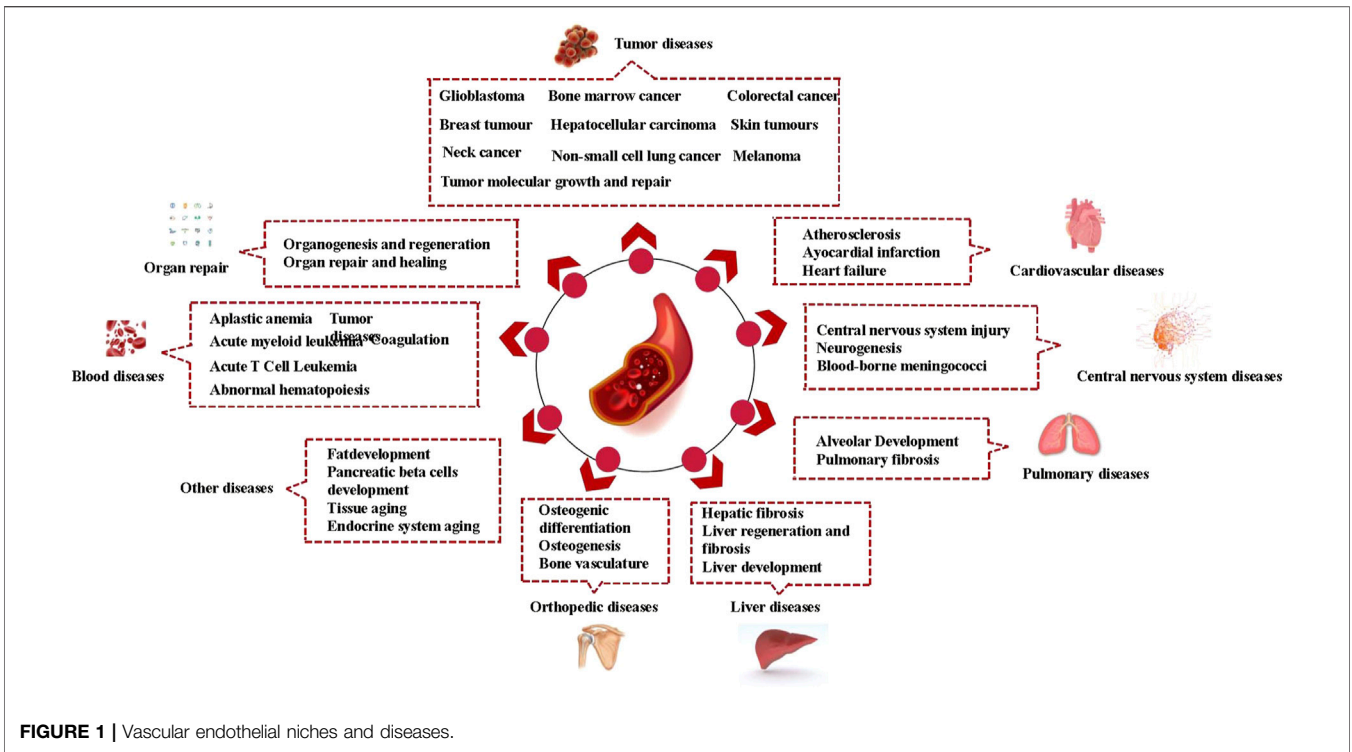 Tumor diseases
Glioblastoma Bone marrow cancer Colorectal cancer
Breast tumour Hepatocellular carcinoma Skin tumours
Neck cancer Non-small cell lung cancer Melanoma
Tumor molecular growth and repair
Organogenesis and regeneration
Organ repair and healing
Organ repair
Atherosclerosis
Ayocardial infarction
Heart failure
Cardiovascular diseases
Aplastic anemia Tumor
diseases
Acute myeloid leukemia Coagulation
Acute T Cell Leukemia
Abnormal hematopoiesis
Blood diseases
Central nervous system injury
Neurogenesis
Blood-borne meningococci
Central nervous system diseases
Alveolar Development
Pulmonary fibrosis
Pulmonary diseases
Fatdevelopment
Pancreatic beta cells
development
Tissue aging
Endocrine system aging
Other diseases
Osteogenic
differentiation
Osteogenesis
Bone vasculature
Orthopedic diseases
Hepatic fibrosis
Liver regeneration and
fibrosis
Liver development
Liver diseases
FIGURE 1 | Vascular endothelial niches and diseases.